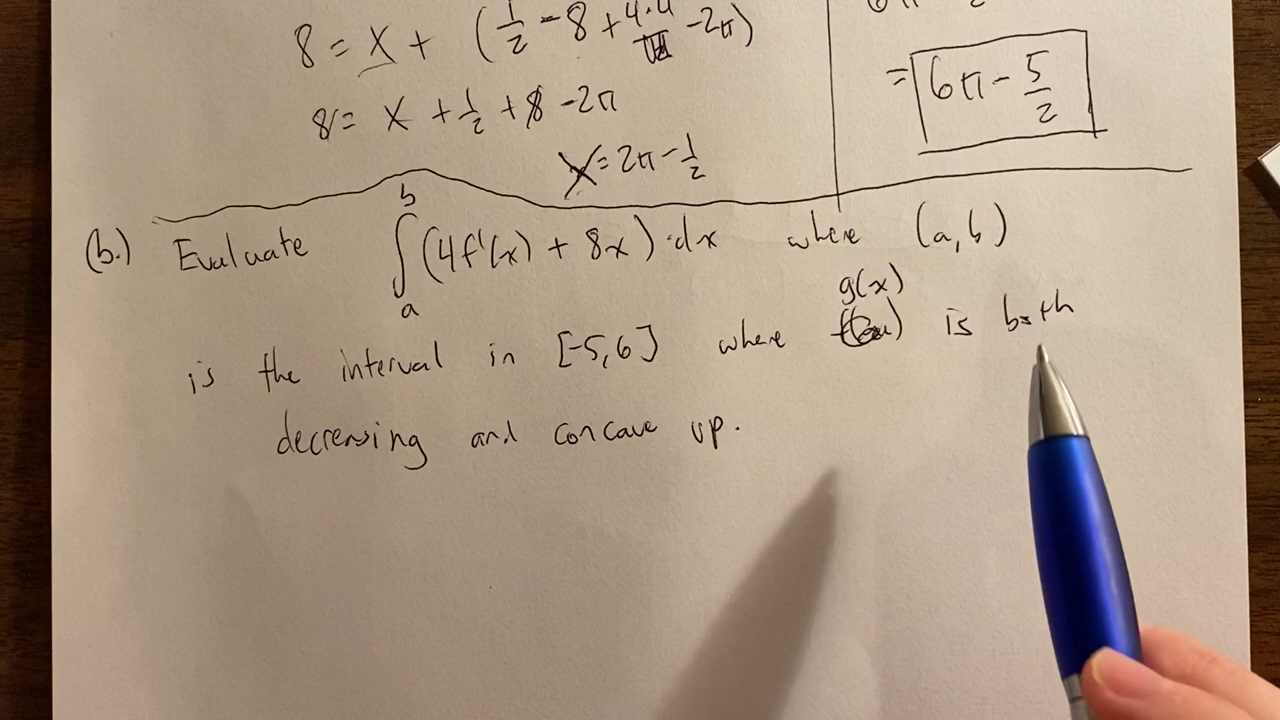 8 = X + (1/2 - 8 + 4·4 - 2π)
8 = X + 1/2 + 8 - 2π
X = 2π - 1/2
= 6π - 5/2
(b.) Evaluate ∫_a^b (4f'(x) + 8x)·dx where (a,b)
is the interval in [-5,6] where g(x) is both
decreasing and concave up.